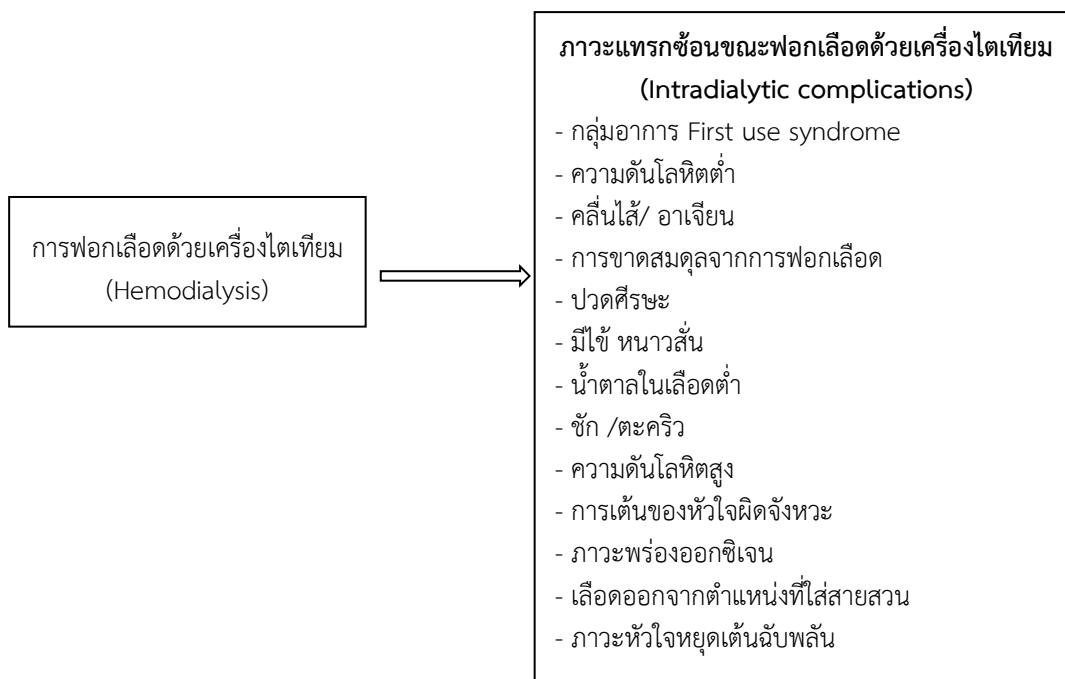 การฟอกเลือดด้วยเครื่องไตเทียม
(Hemodialysis)
ภาวะแทรกซ้อนขณะฟอกเลือดด้วยเครื่องไตเทียม
(Intradialytic complications)
- กลุ่มอาการ First use syndrome
- ความดันโลหิตต่ำ
- คลื่นไส้/ อาเจียน
- การขาดสมดุลจากการฟอกเลือด
- ปวดศีรษะ
- มีไข้ หนาวสั่น
- น้ำตาลในเลือดต่ำ
- ชัก /ตะคริว
- ความดันโลหิตสูง
- การเต้นของหัวใจผิดจังหวะ
- ภาวะพร่องออกซิเจน
- เลือดออกจากตำแหน่งที่ใส่สายสวน
- ภาวะหัวใจหยุดเต้นฉับพลัน